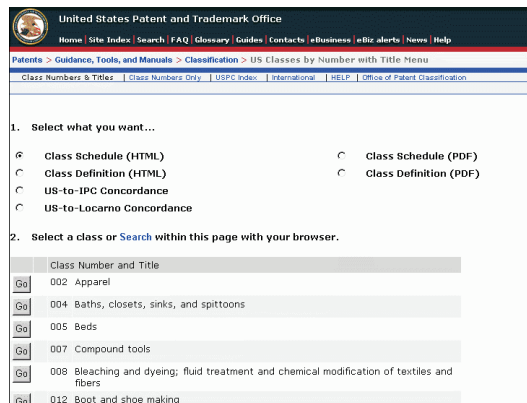 United States Patent and Trademark Office
Home | Site Index | Search | FAQ | Glossary | Guides | Contacts | eBusiness | eBiz alerts | News | Help
Patents > Guidance, Tools, and Manuals > Classification > US Classes by Number with Title Menu
Class Numbers & Titles | Class Numbers Only | USPC Index | International | HELP | Office of Patent Classification
1. Select what you want...
Class Schedule (HTML) Class Schedule (PDF)
Class Definition (HTML) Class Definition (PDF)
US-to-IPC Concordance
US-to-Locarno Concordance
2. Select a class or Search within this page with your browser.
Class Number and Title
Go 002 Apparel
Go 004 Baths, closets, sinks, and spittoons
Go 005 Beds
Go 007 Compound tools
Go 008 Bleaching and dyeing; fluid treatment and chemical modification of textiles and
fibers
Go 012 Boot and shoe making